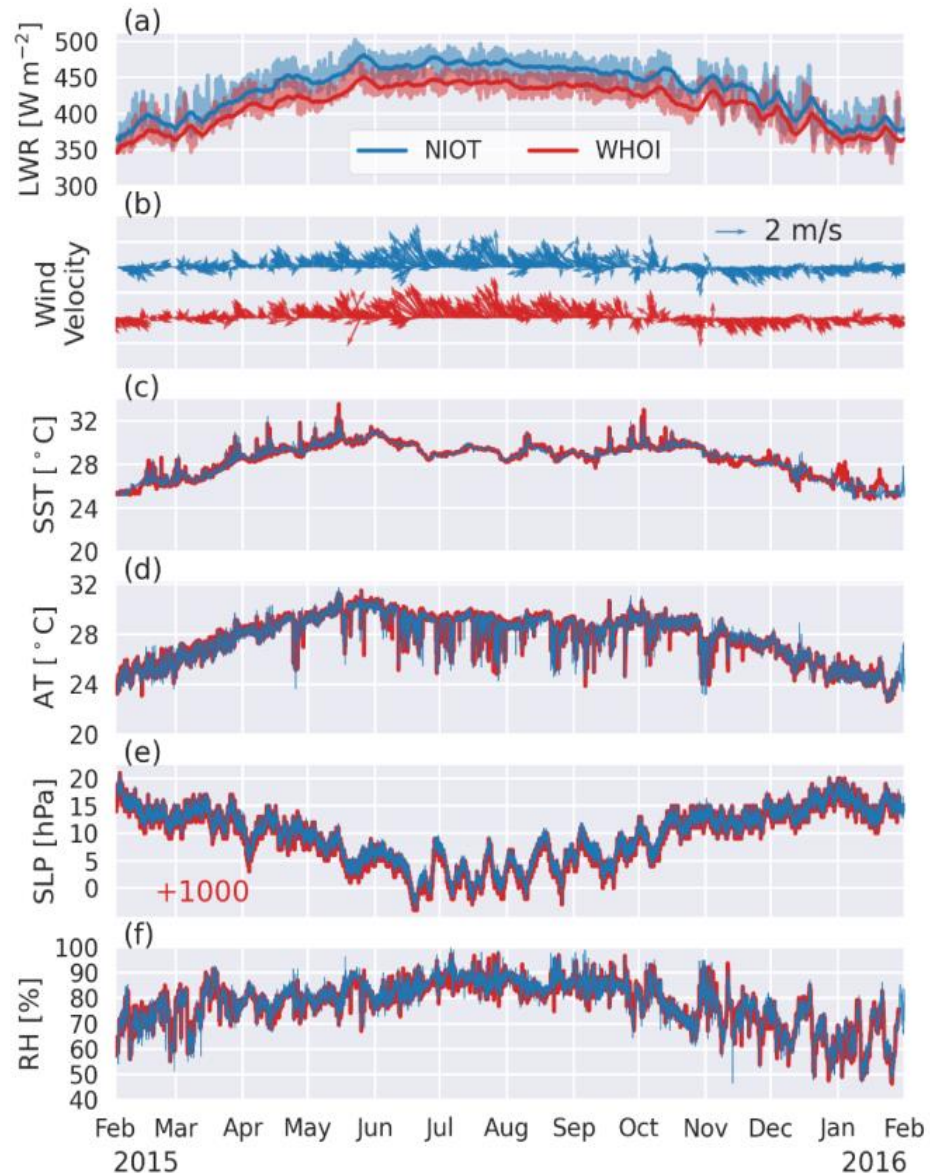 (a)
LWR [W m⁻²]
500
450
400
350
300
NIOT WHOI
(b)
Wind
Velocity
2 m/s
(c)
SST [°C]
32
28
24
20
(d)
AT [°C]
32
28
24
20
(e)
SLP [hPa]
20
15
10
5
0
+1000
(f)
RH [%]
100
90
80
70
60
50
40
Feb Mar Apr May Jun Jul Aug Sep Oct Nov Dec Jan Feb
2015 2016